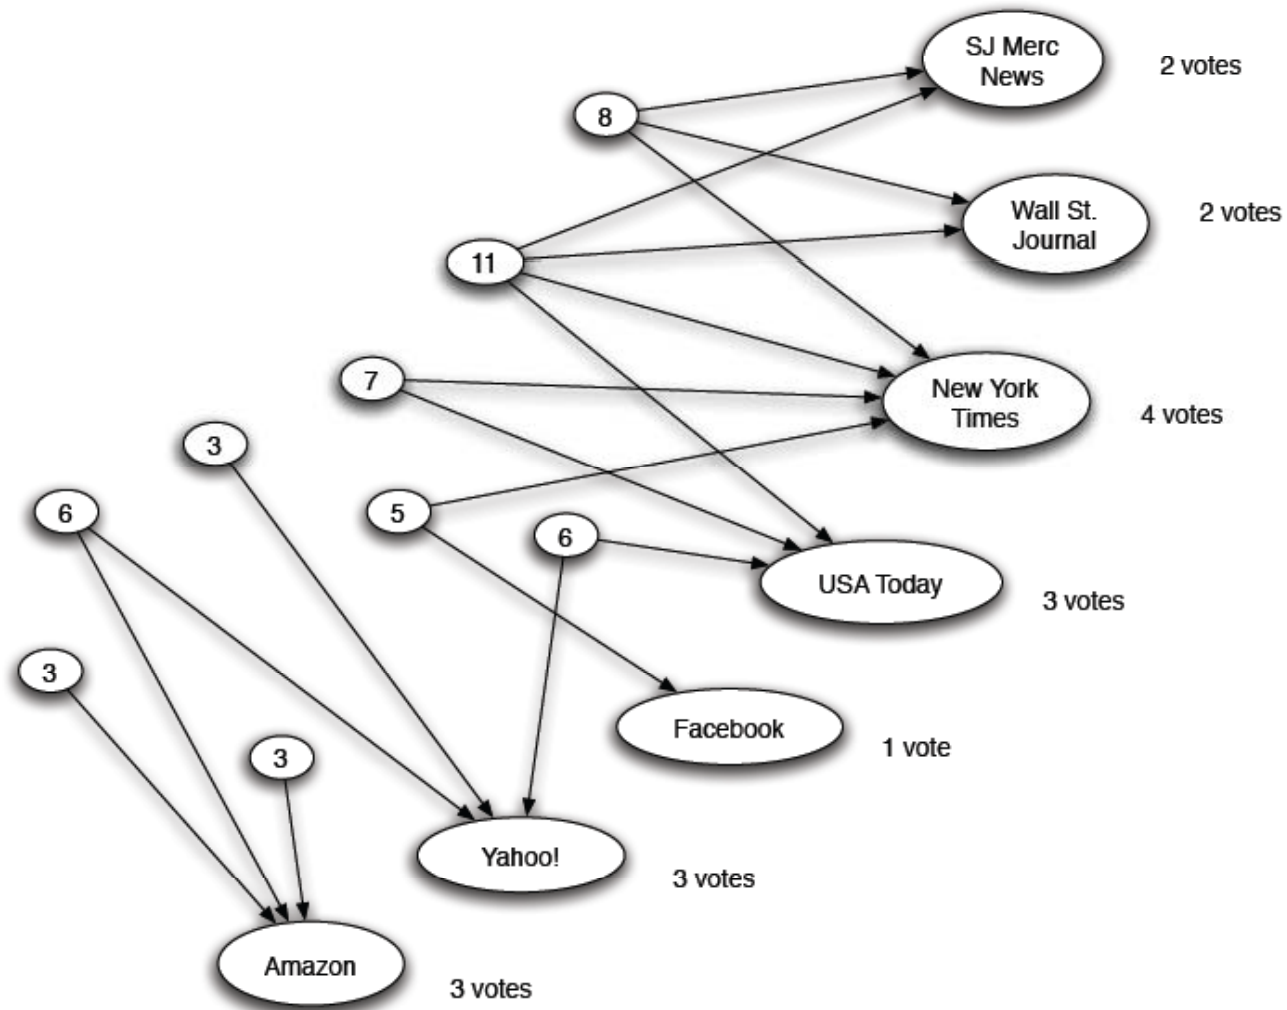 SJ Merc
News
2 votes
8
Wall St.
Journal
2 votes
11
7
New York
Times
4 votes
3
6
5
6
USA Today
3 votes
3
Facebook
1 vote
3
Yahoo!
3 votes
Amazon
3 votes